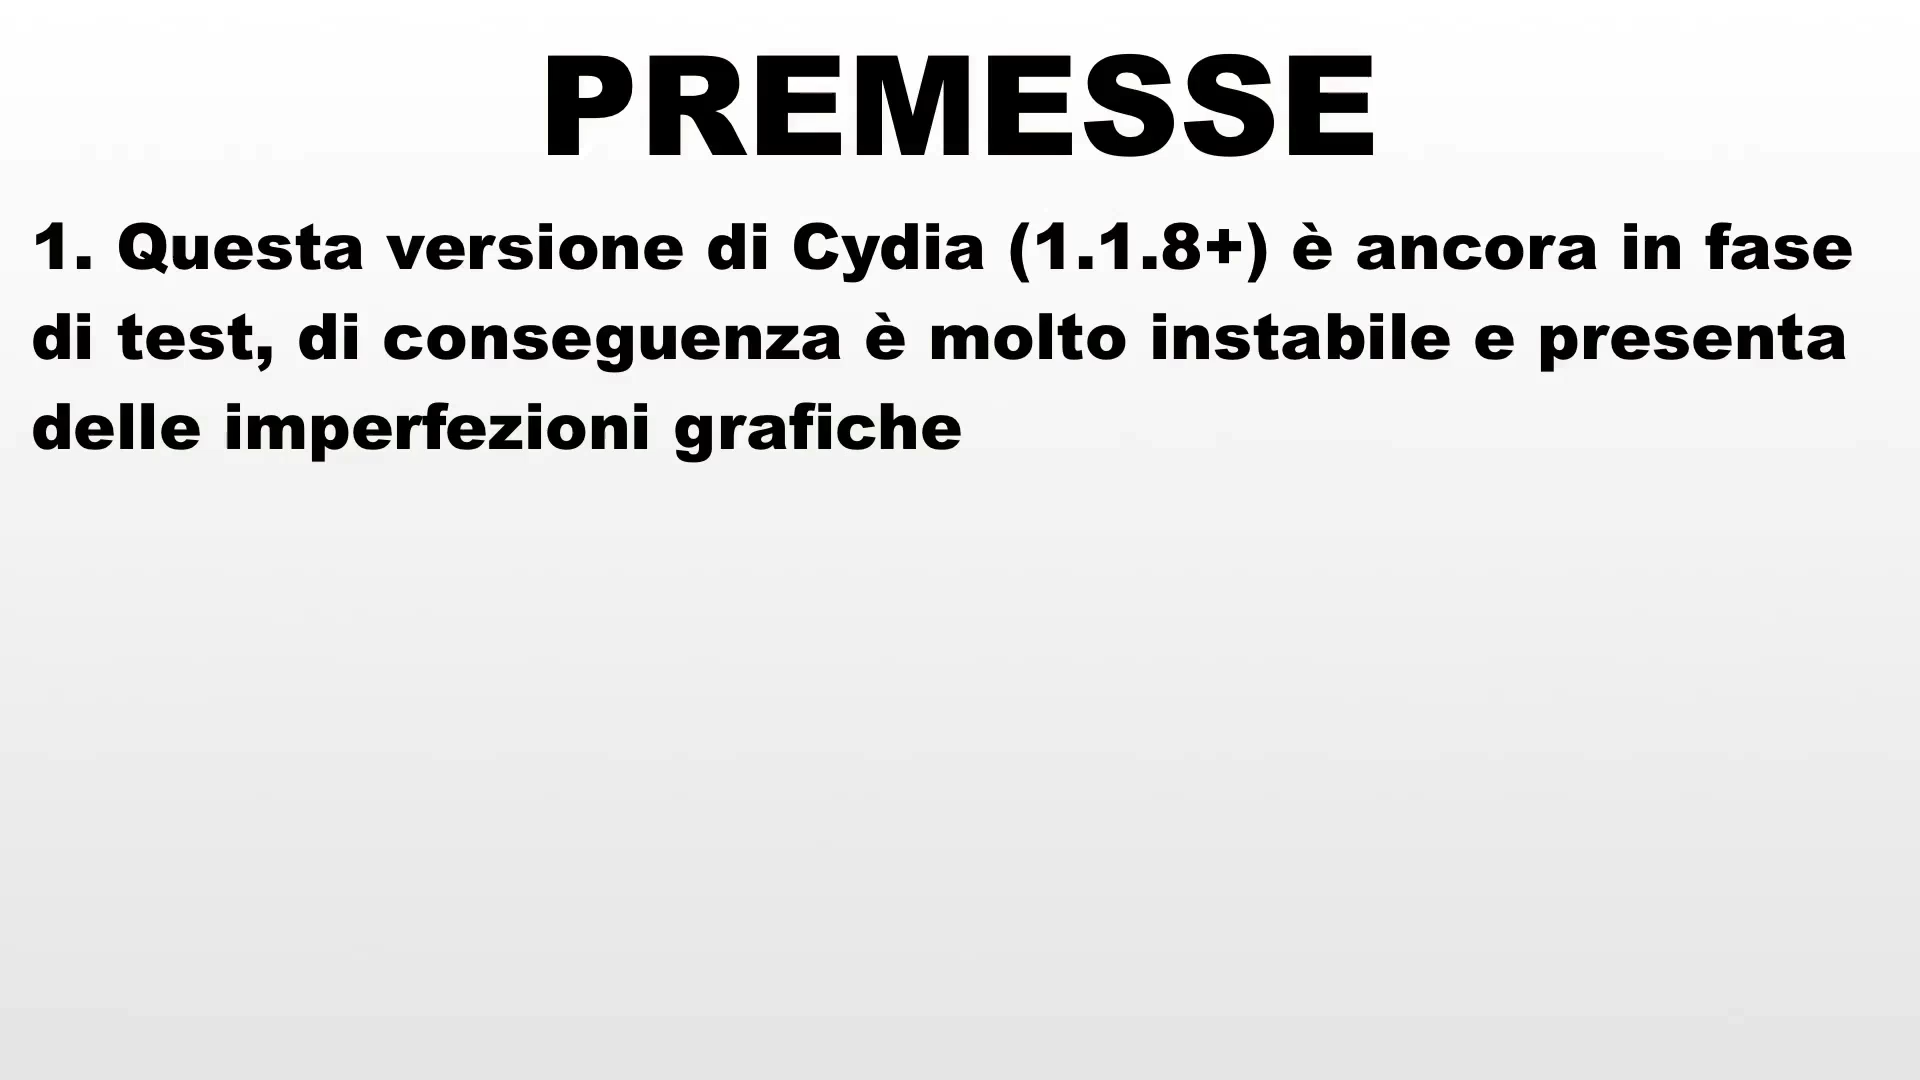 PREMESSE
1. Questa versione di Cydia (1.1.8+) è ancora in fase
di test, di conseguenza è molto instabile e presenta
delle imperfezioni grafiche